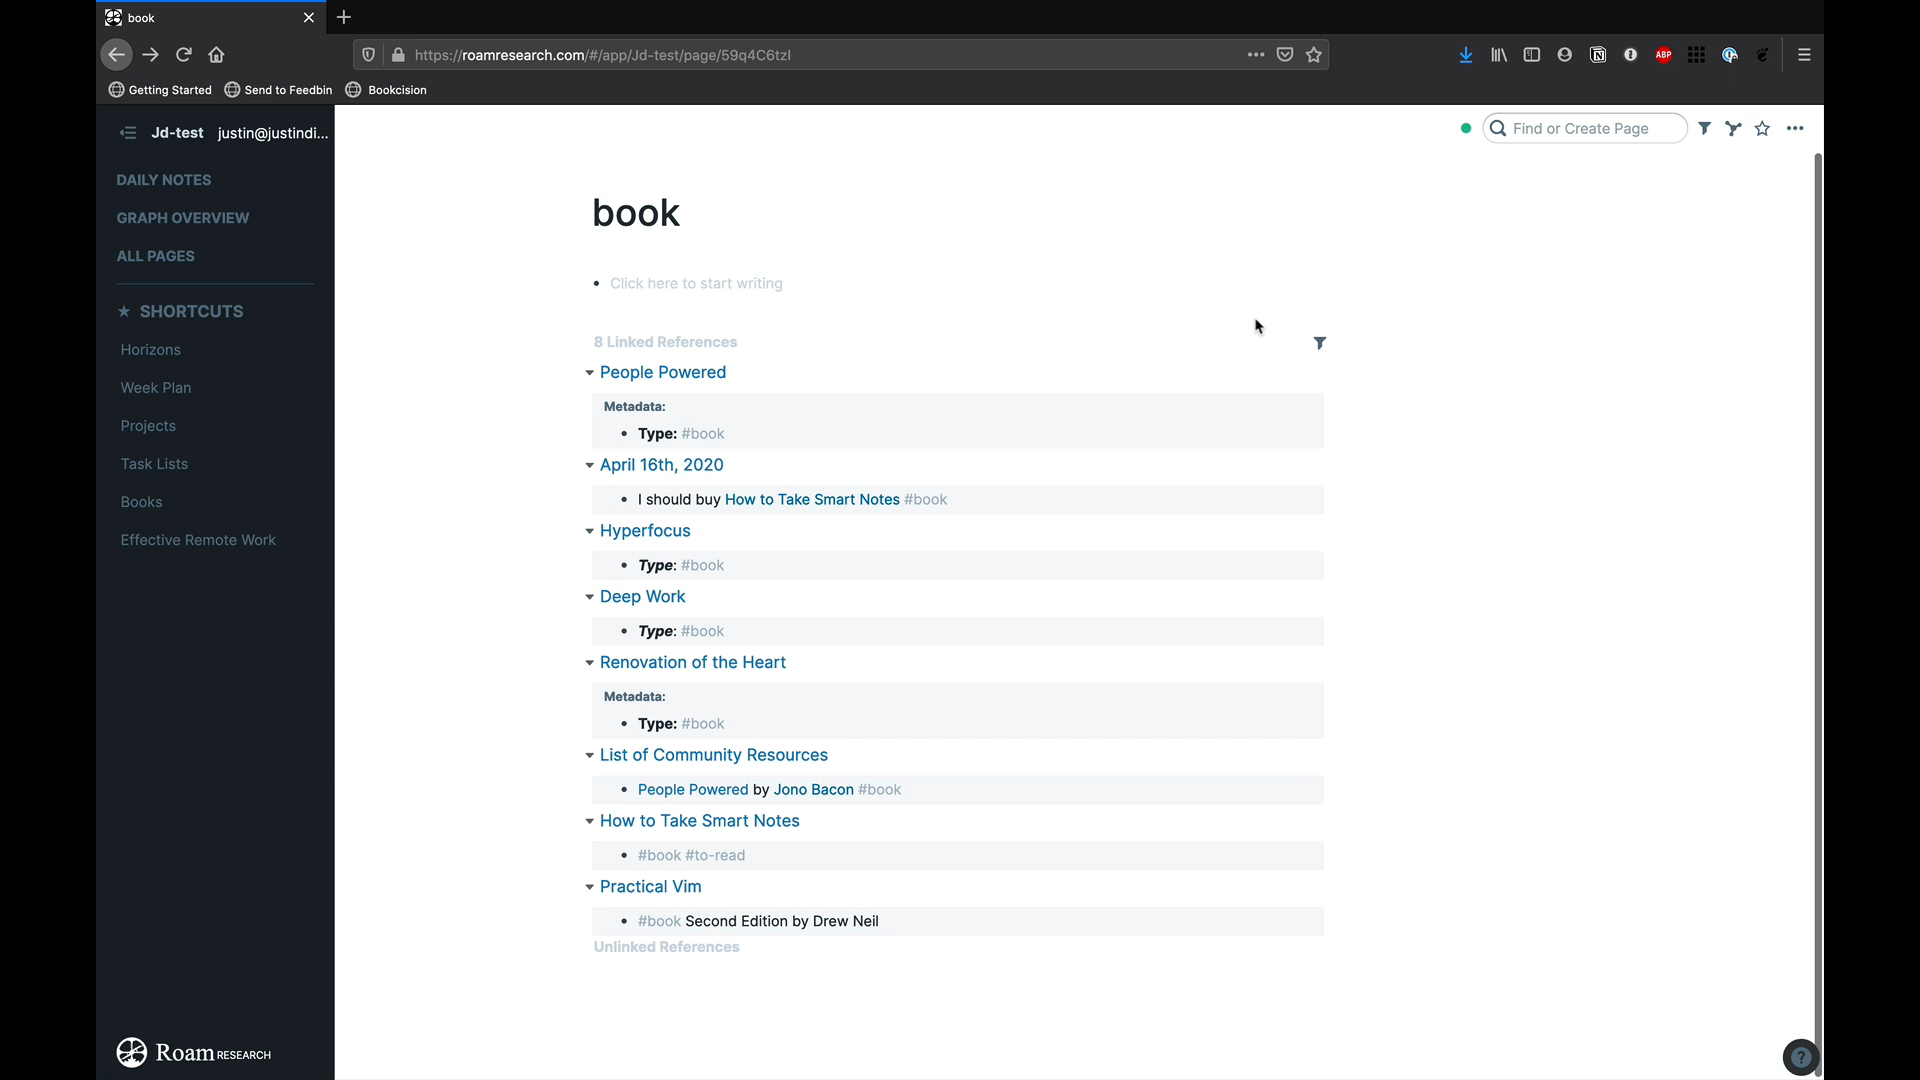 book
https://roamresearch.com/#/app/Jd-test/page/59q4C6tzl
ABP
Getting Started
Send to Feedbin
Bookcision
Jd-test
justin@justindi...
Find or Create Page
DAILY NOTES
GRAPH OVERVIEW
ALL PAGES
★ SHORTCUTS
Horizons
Week Plan
Projects
Task Lists
Books
Effective Remote Work
Roam RESEARCH
book
• Click here to start writing
8 Linked References
People Powered
Metadata:
• Type: #book
April 16th, 2020
• I should buy How to Take Smart Notes #book
Hyperfocus
• Type: #book
Deep Work
• Type: #book
Renovation of the Heart
Metadata:
• Type: #book
List of Community Resources
• People Powered by Jono Bacon #book
How to Take Smart Notes
• #book #to-read
Practical Vim
• #book Second Edition by Drew Neil
Unlinked References
?